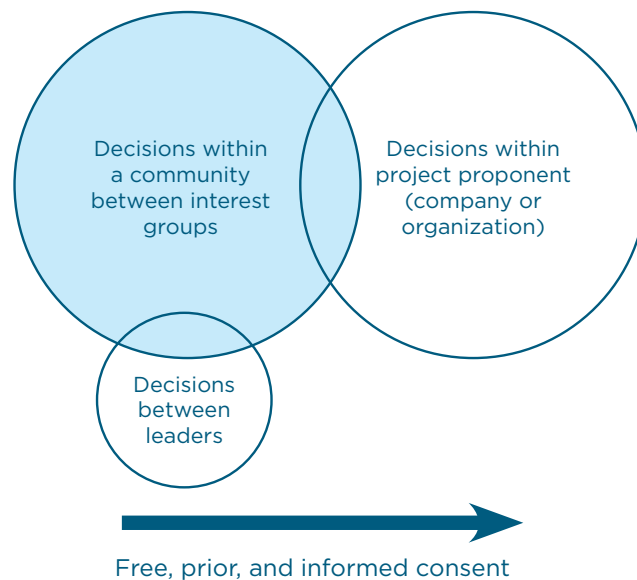 Decisions within
a community
between interest
groups
Decisions within
project proponent
(company or
organization)
Decisions
between
leaders
Free, prior, and informed consent